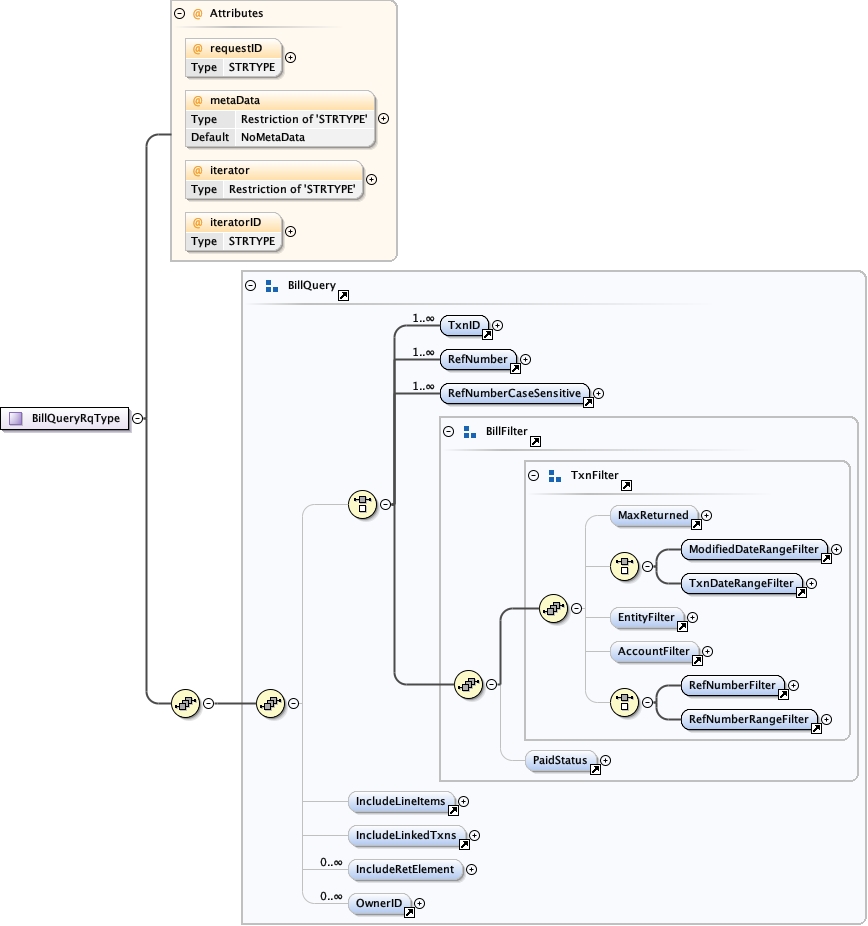 @ Attributes
@ requestID
Type STRTYPE
@ metaData
Type Restriction of 'STRTYPE'
Default NoMetaData
@ iterator
Type Restriction of 'STRTYPE'
@ iteratorID
Type STRTYPE
BillQuery
1..∞ TxnID
1..∞ RefNumber
1..∞ RefNumberCaseSensitive
BillQueryRqType
BillFilter
TxnFilter
MaxReturned
ModifiedDateRangeFilter
TxnDateRangeFilter
EntityFilter
AccountFilter
RefNumberFilter
RefNumberRangeFilter
PaidStatus
IncludeLineItems
IncludeLinkedTxns
0..∞ IncludeRetElement
0..∞ OwnerID